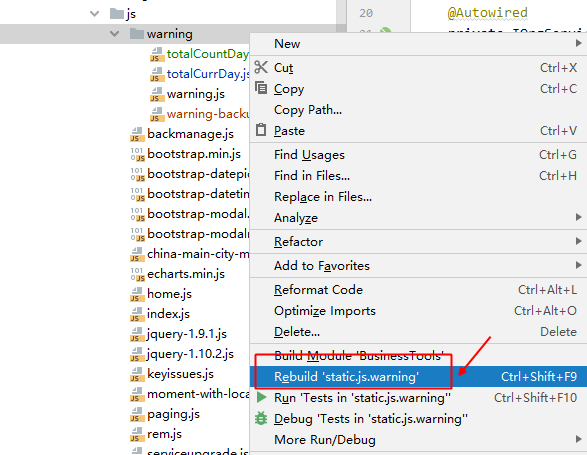 js
warning
totalCountDay
totalCurrDay.js
warning.js
warning-backu
backmanage.js
bootstrap.min.js
bootstrap-datepic
bootstrap-datetin
bootstrap-modal.
bootstrap-modal
china-main-city-m
echarts.min.js
home.js
index.js
jquery-1.9.1.js
jquery-1.10.2.js
keyissues.js
moment-with-loca
paging.js
rem.js
serviceupgrade.js
20
@Autowired
21
New
Cut Ctrl+X
Copy Ctrl+C
Copy Path...
Paste Ctrl+V
Find Usages Ctrl+G
Find in Files... Ctrl+H
Replace in Files...
Analyze
Refactor
Add to Favorites
Reformat Code Ctrl+Alt+L
Optimize Imports Ctrl+Alt+O
Delete... Delete
Build Module 'BusinessTools'
Rebuild 'static.js.warning' Ctrl+Shift+F9
Run 'Tests in 'static.js.warning'' Ctrl+Shift+F10
Debug 'Tests in 'static.js.warning''
More Run/Debug